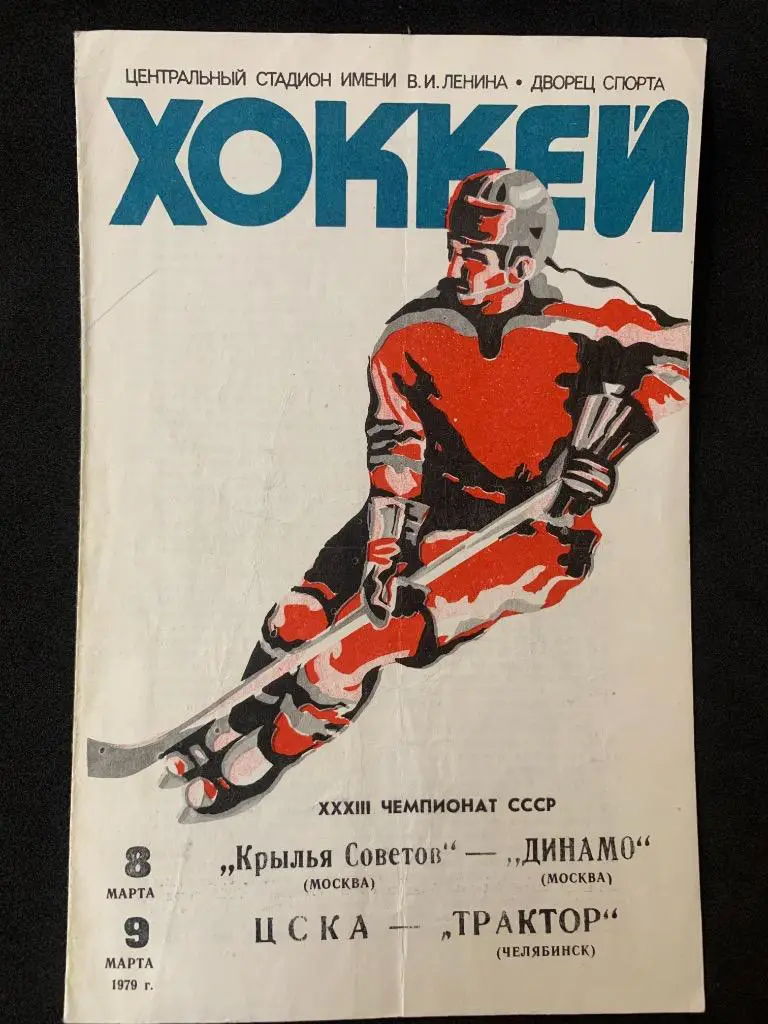 ЦЕНТРАЛЬНЫЙ СТАДИОН ИМЕНИ В.И.ЛЕНИНА • ДВОРЕЦ СПОРТА
ХОККЕЙ
XXXIII ЧЕМПИОНАТ СССР
8 „Крылья Советов“ — „ДИНАМО“
МАРТА (МОСКВА) (МОСКВА)
9 ЦСКА — „ТРАКТОР“
МАРТА (ЧЕЛЯБИНСК)
1979 г.